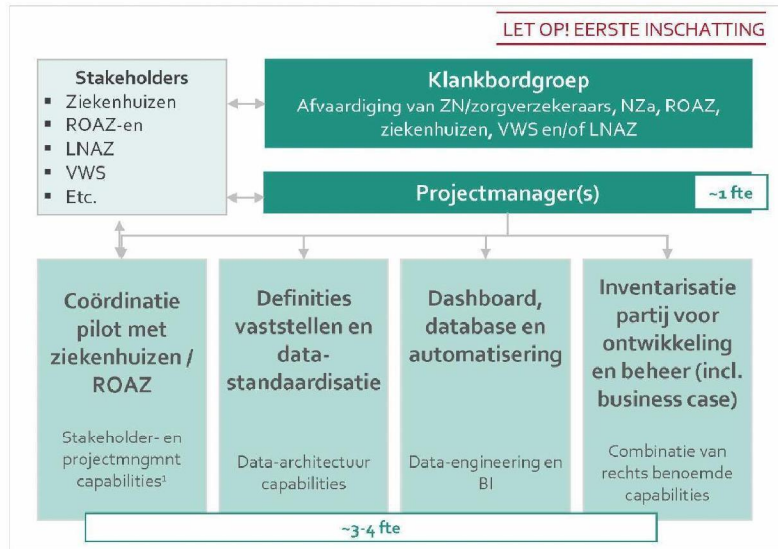 LET OP! EERSTE INSCHATTING
Stakeholders
▪ Ziekenhuizen
▪ ROAZ-en
▪ LNAZ
▪ VWS
▪ Etc.
Klankbordgroep
Afvaardiging van ZN/zorgverzekeraars, NZa, ROAZ,
ziekenhuizen, VWS en/of LNAZ
Projectmanager(s)
~1 fte
Coördinatie
pilot met
ziekenhuizen /
ROAZ
Stakeholder- en
projectmngmnt
capabilities¹
Definities
vaststellen en
data-
standaardisatie
Data-architectuur
capabilities
Dashboard,
database en
automatisering
Data-engineering en
BI
Inventarisatie
partij voor
ontwikkeling
en beheer (incl.
business case)
Combinatie van
rechts benoemde
capabilities
~3-4 fte